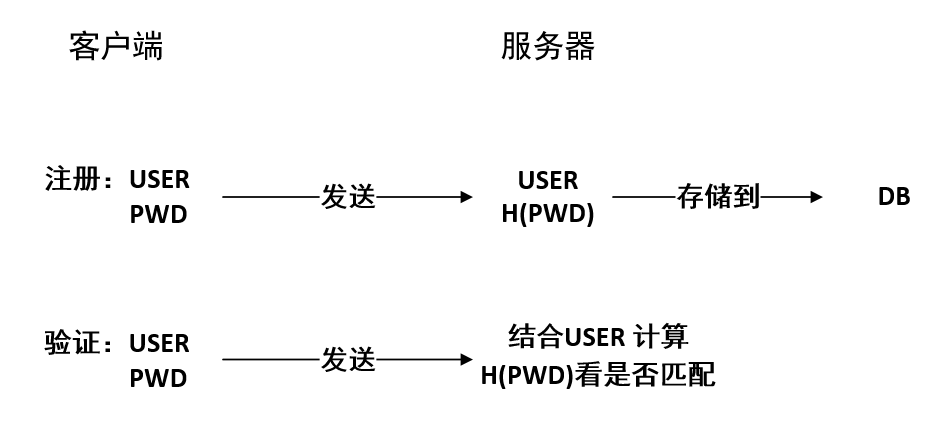 客户端
服务器
注册：USER
PWD
发送
USER
H(PWD)
存储到
DB
验证：USER
PWD
发送
结合USER 计算
H(PWD)看是否匹配